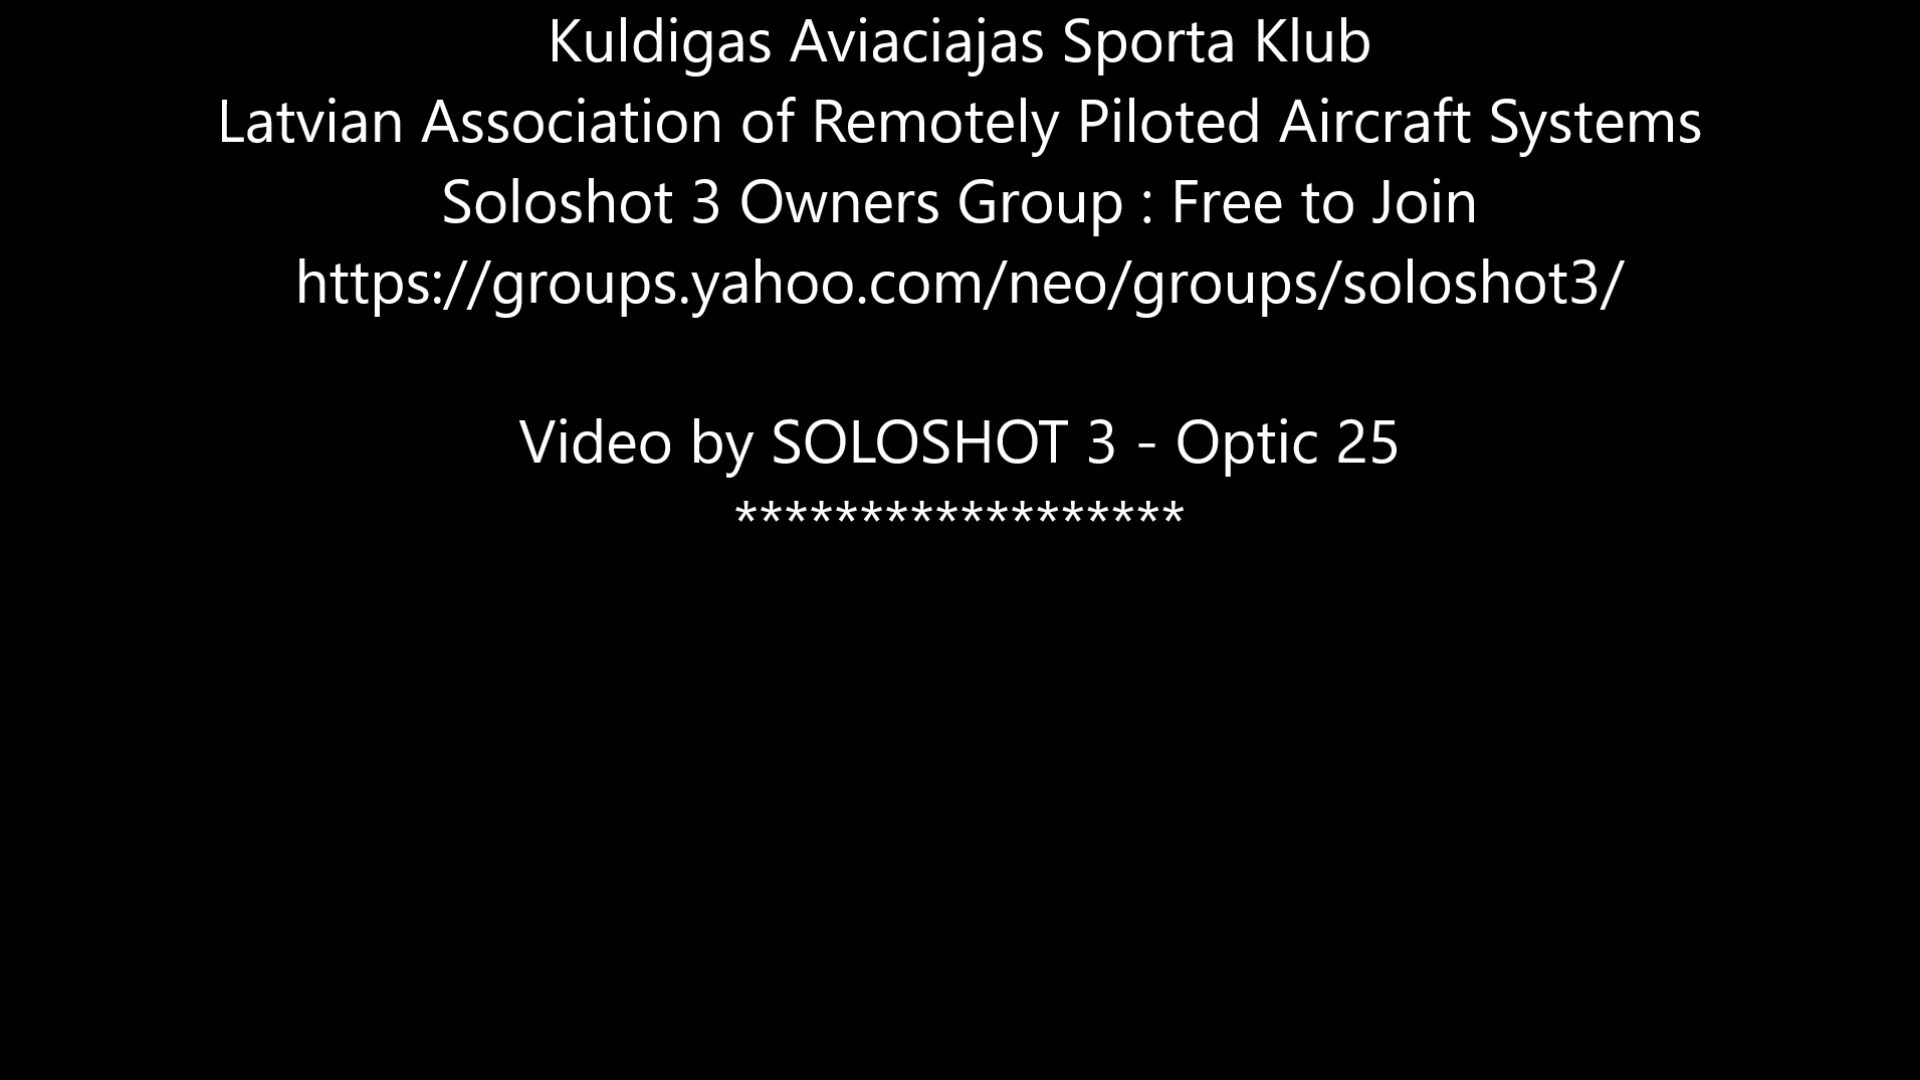 Kuldigas Aviaciajas Sporta Klub
Latvian Association of Remotely Piloted Aircraft Systems
Soloshot 3 Owners Group : Free to Join
https://groups.yahoo.com/neo/groups/soloshot3/
Video by SOLOSHOT 3 - Optic 25
******************